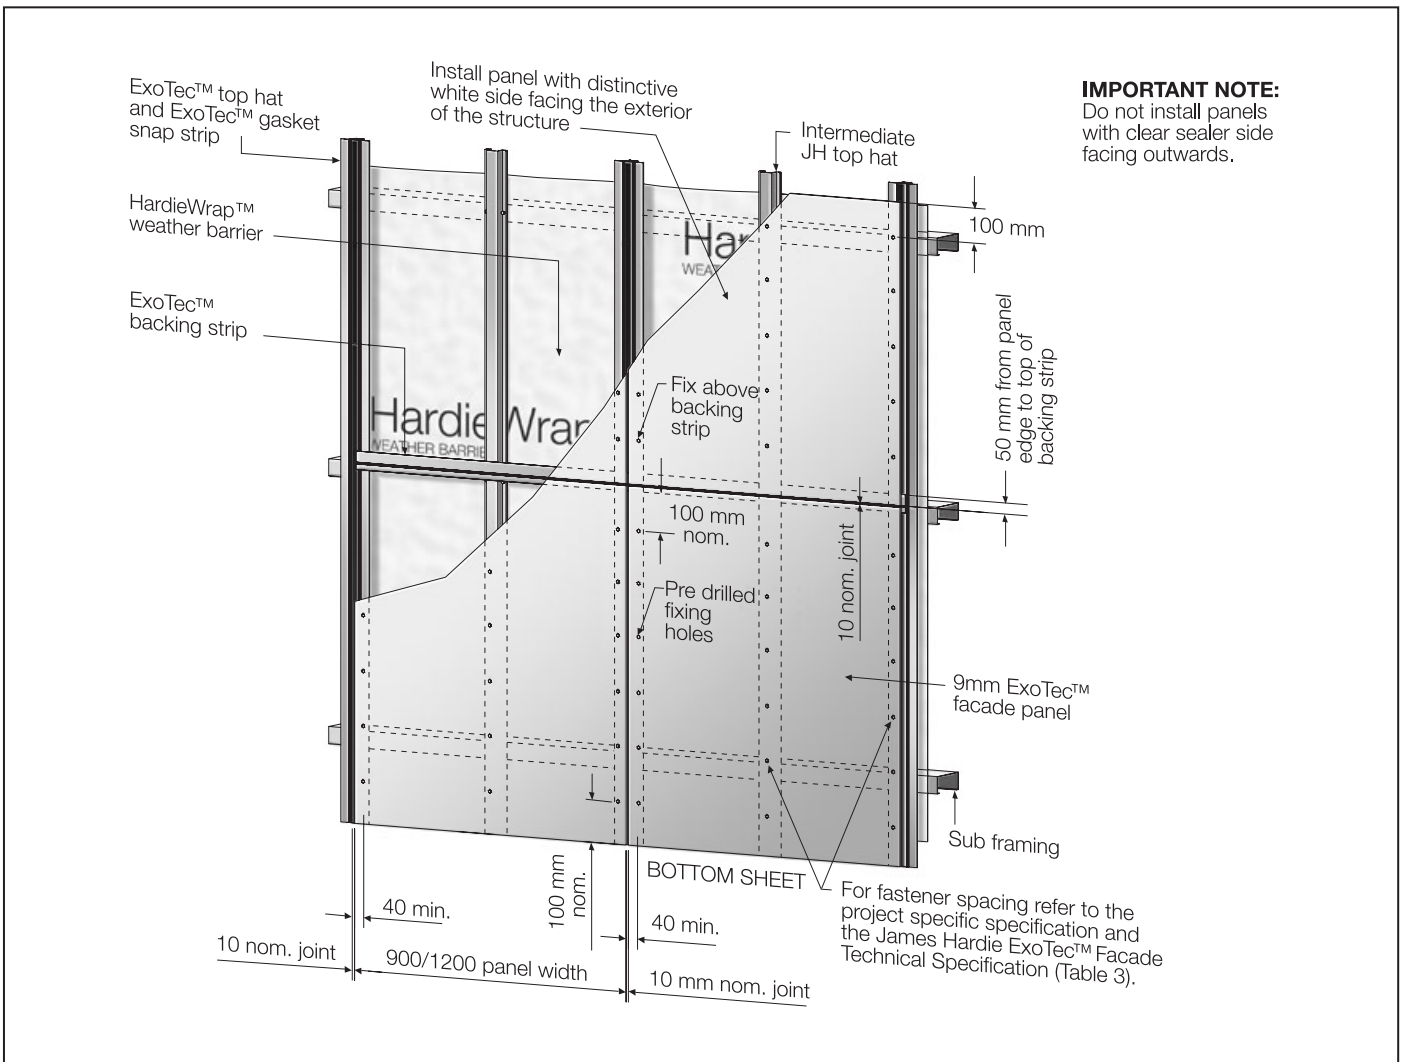 ExoTec™ top hat
and ExoTec™ gasket
snap strip
Install panel with distinctive
white side facing the exterior
of the structure
Intermediate
JH top hat
IMPORTANT NOTE:
Do not install panels
with clear sealer side
facing outwards.
HardieWrap™
weather barrier
100 mm
Har
WEAT
ExoTec™
backing strip
50 mm from panel
edge to top of
backing strip
Fix above
backing
strip
HardieWrap
WEATHER BARRIE
100 mm
nom.
10 nom. joint
Pre drilled
fixing
holes
9mm ExoTec™
facade panel
Sub framing
BOTTOM SHEET
100 mm
nom.
For fastener spacing refer to the
project specific specification and
the James Hardie ExoTec™ Facade
Technical Specification (Table 3).
40 min.
40 min.
10 nom. joint
900/1200 panel width
10 mm nom. joint